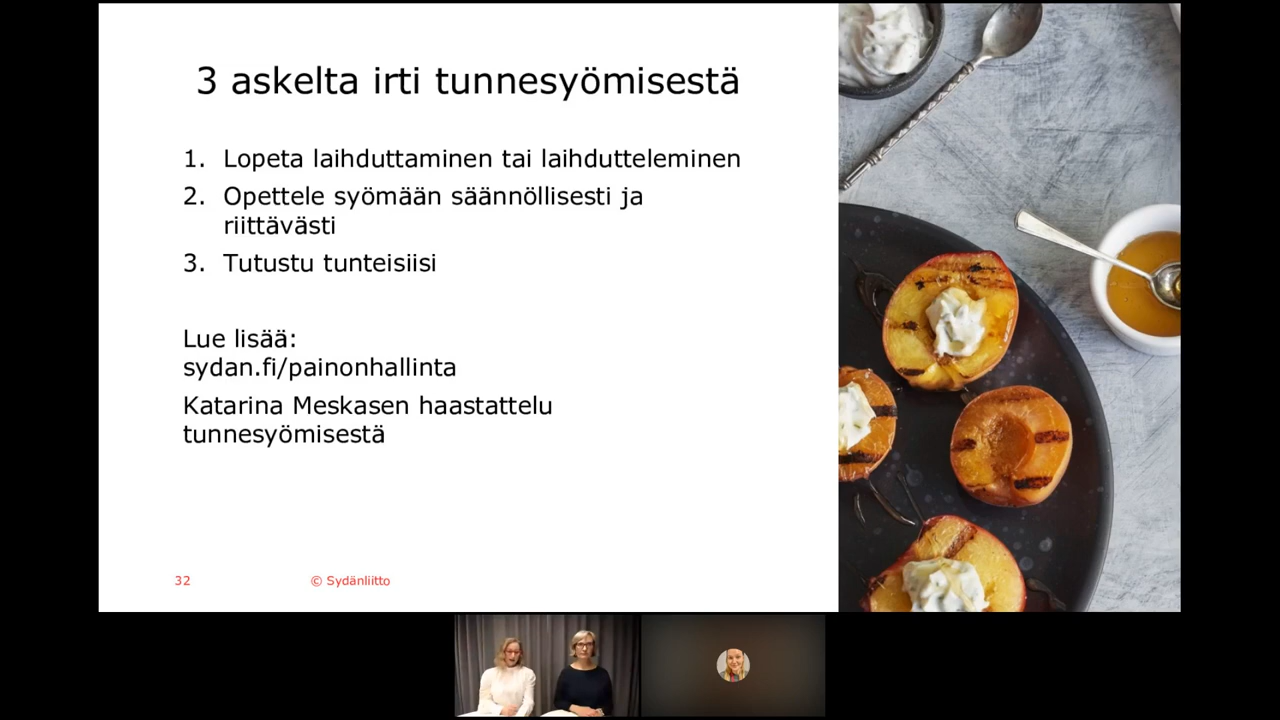 3 askelta irti tunnesyömisestä
1. Lopeta laihduttaminen tai laihdutteleminen
2. Opettele syömään säännöllisesti ja
riittävästi
3. Tutustu tunteisiisi
Lue lisää:
sydan.fi/painonhallinta
Katarina Meskasen haastattelu
tunnesyömisestä
32 © Sydänliitto